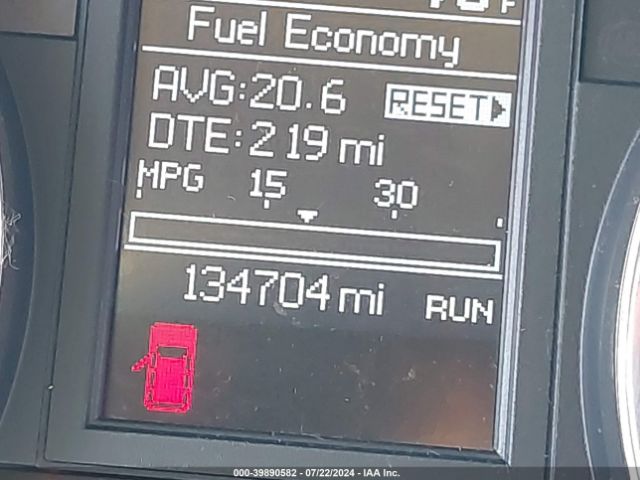 Fuel Economy
AVG:20.6 RESET
DTE:219 mi
MPG 15 30
134704 mi RUN
000-39890582 - 07/22/2024 - IAA Inc.